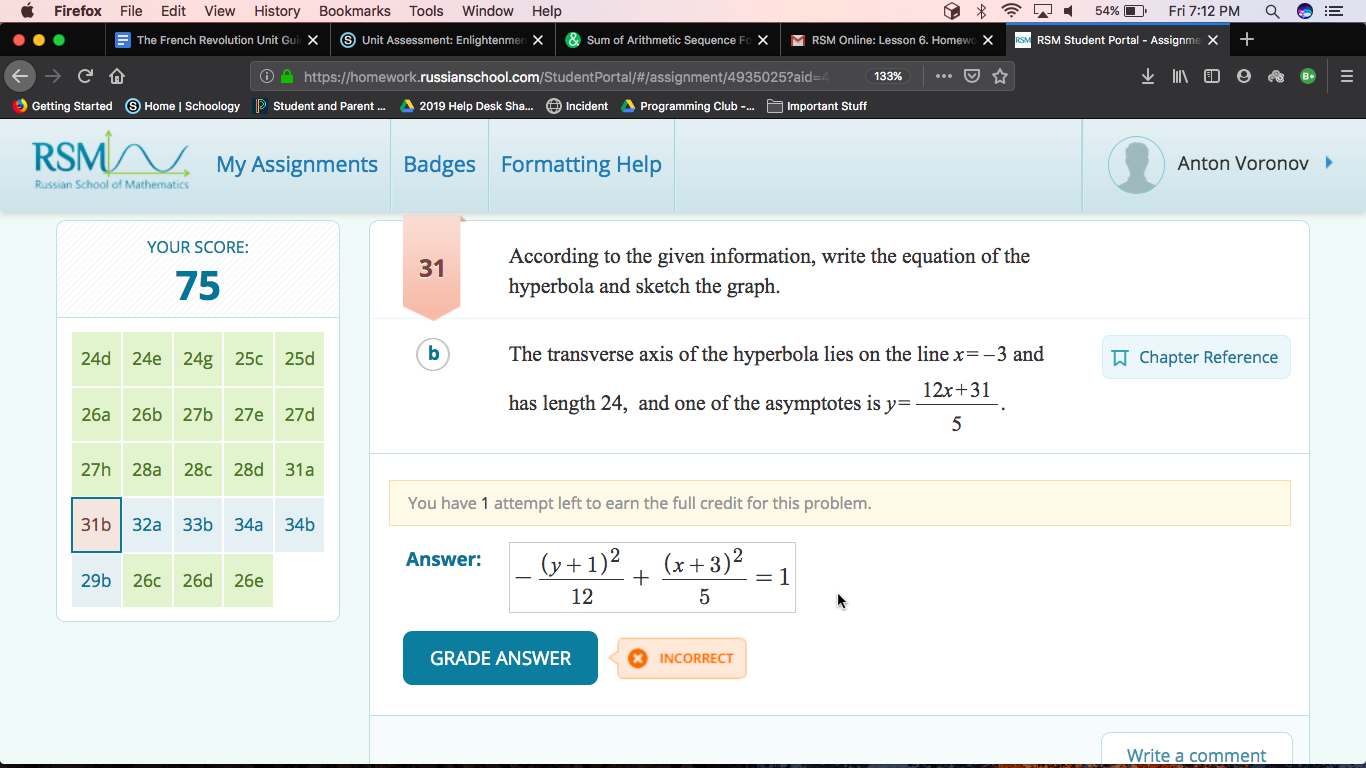 Firefox File Edit View History Bookmarks Tools Window Help 54% Fri 7:12 PM
The French Revolution Unit Gui Unit Assessment: Enlightenmen Sum of Arithmetic Sequence Fo RSM Online: Lesson 6. Homewo RSM Student Portal - Assignme
https://homework.russianschool.com/StudentPortal/#/assignment/4935025?aid=4 133%
Getting Started Home | Schoology Student and Parent ... 2019 Help Desk Sha... Incident Programming Club -... Important Stuff
RSM
Russian School of Mathematics
My Assignments Badges Formatting Help Anton Voronov
YOUR SCORE:
75
24d 24e 24g 25c 25d
26a 26b 27b 27e 27d
27h 28a 28c 28d 31a
31b 32a 33b 34a 34b
29b 26c 26d 26e
31
According to the given information, write the equation of the
hyperbola and sketch the graph.
b
The transverse axis of the hyperbola lies on the line x=−3 and
has length 24, and one of the asymptotes is y= 12x+31 / 5 .
Chapter Reference
You have 1 attempt left to earn the full credit for this problem.
Answer: − (y+1)² / 12 + (x+3)² / 5 = 1
GRADE ANSWER INCORRECT
Write a comment